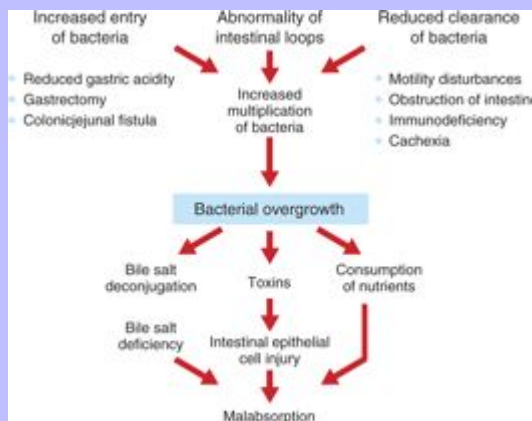 Increased entry
of bacteria
Abnormality of
intestinal loops
Reduced clearance
of bacteria
Reduced gastric acidity
Gastrectomy
Colonicjejunal fistula
Increased
multiplication
of bacteria
Motility disturbances
Obstruction of intestine
Immunodeficiency
Cachexia
Bacterial overgrowth
Bile salt
deconjugation
Toxins
Consumption
of nutrients
Bile salt
deficiency
Intestinal epithelial
cell injury
Malabsorption